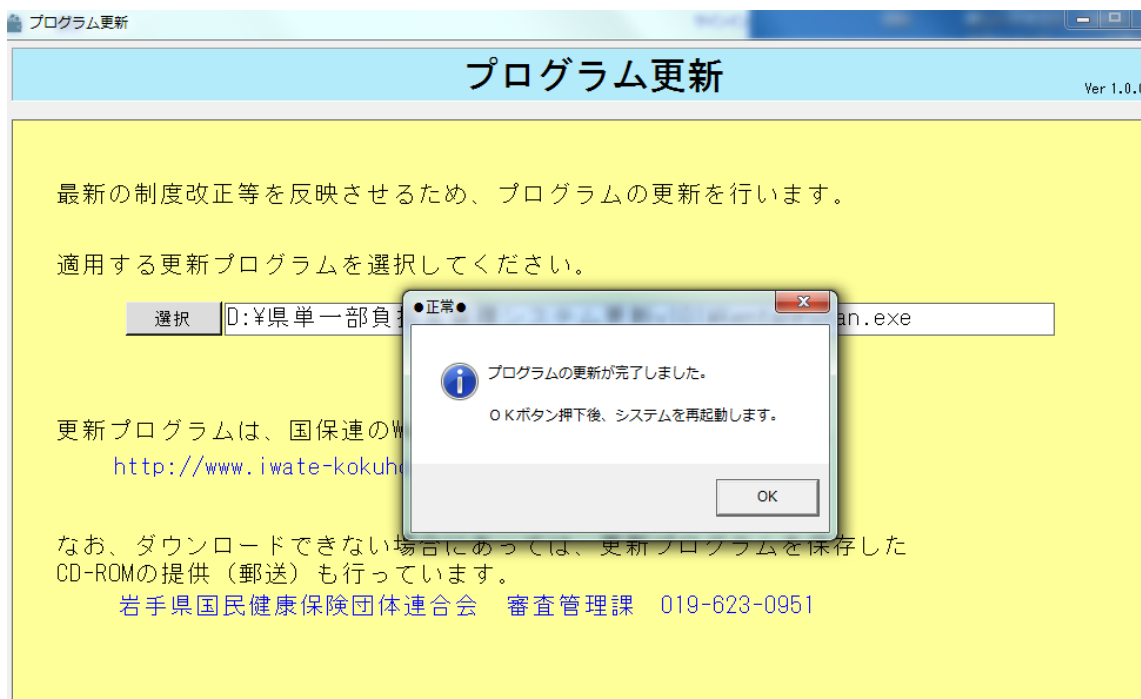 プログラム更新
プログラム更新
Ver 1.0.
最新の制度改正等を反映させるため、プログラムの更新を行います。
適用する更新プログラムを選択してください。
選択
D:¥県単一部負
an.exe
●正常●
プログラムの更新が完了しました。
ＯＫボタン押下後、システムを再起動します。
OK
更新プログラムは、国保連のW
http://www.iwate-kokuho
なお、ダウンロードできない場合にあっては、更新プログラムを保存した
CD-ROMの提供（郵送）も行っています。
岩手県国民健康保険団体連合会　審査管理課　019-623-0951